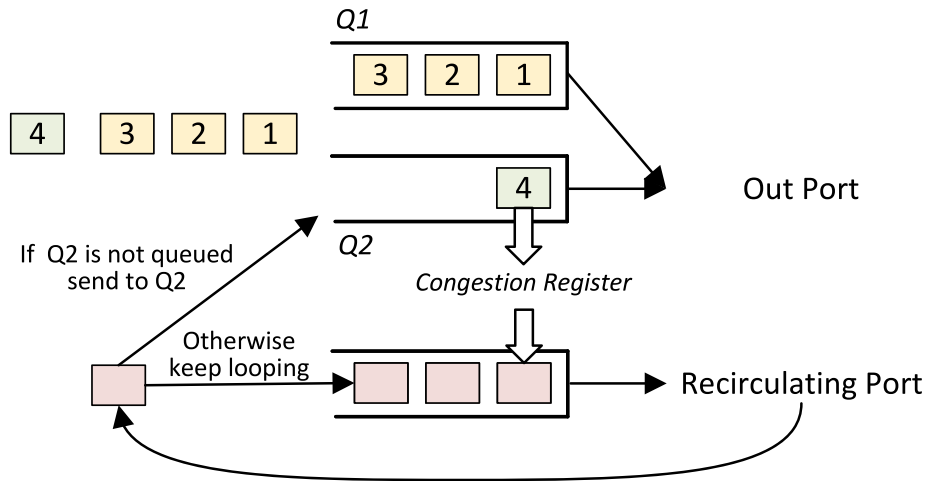 Q1
3 2 1
4 3 2 1
4
Out Port
Q2
If Q2 is not queued
send to Q2
Congestion Register
Otherwise
keep looping
Recirculating Port